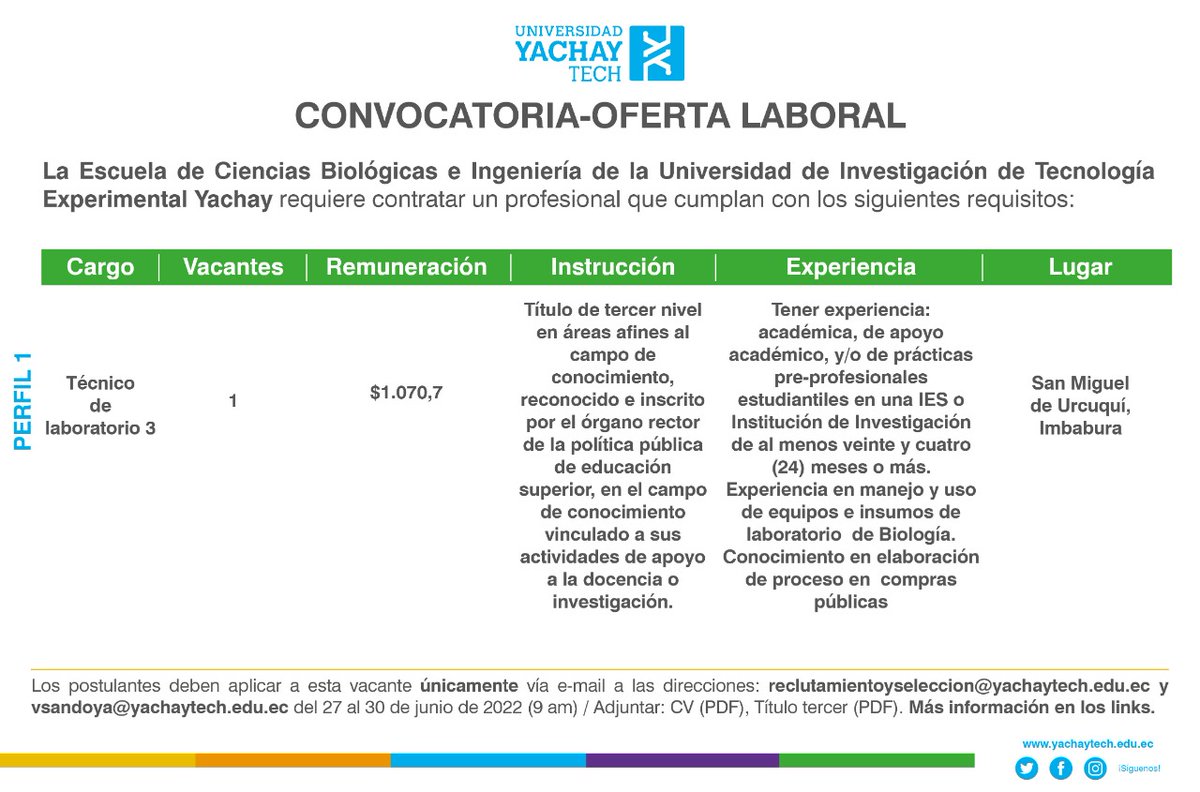 UNIVERSIDAD
YACHAY
TECH
CONVOCATORIA-OFERTA LABORAL
La Escuela de Ciencias Biológicas e Ingeniería de la Universidad de Investigación de Tecnología
Experimental Yachay requiere contratar un profesional que cumplan con los siguientes requisitos:
Cargo
Vacantes
Remuneración
Instrucción
Experiencia
Lugar
PERFIL 1
Técnico
de
laboratorio 3
1
$1.070,7
Título de tercer nivel
en áreas afines al
campo de
conocimiento,
reconocido e inscrito
por el órgano rector
de la política pública
de educación
superior, en el campo
de conocimiento
vinculado a sus
actividades de apoyo
a la docencia o
investigación.
Tener experiencia:
académica, de apoyo
académico, y/o de prácticas
pre-profesionales
estudiantiles en una IES o
Institución de Investigación
de al menos veinte y cuatro
(24) meses o más.
Experiencia en manejo y uso
de equipos e insumos de
laboratorio de Biología.
Conocimiento en elaboración
de proceso en compras
públicas
San Miguel
de Urcuquí,
Imbabura
Los postulantes deben aplicar a esta vacante únicamente vía e-mail a las direcciones: reclutamientoyseleccion@yachaytech.edu.ec y
vsandoya@yachaytech.edu.ec del 27 al 30 de junio de 2022 (9 am) / Adjuntar: CV (PDF), Título tercer (PDF). Más información en los links.
www.yachaytech.edu.ec
¡Síguenos!